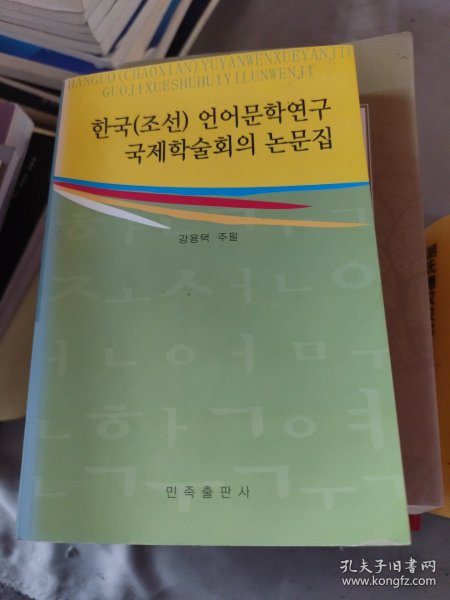 HANGUO(CHAOXIAN)YUYANWENXUEYANJIU
GUOJIXUESHUHUIYILUNWENJI
한국(조선) 언어문학연구
국제학술회의 논문집
강용택 주필
민족출판사
孔夫子旧书网
www.kongfz.com